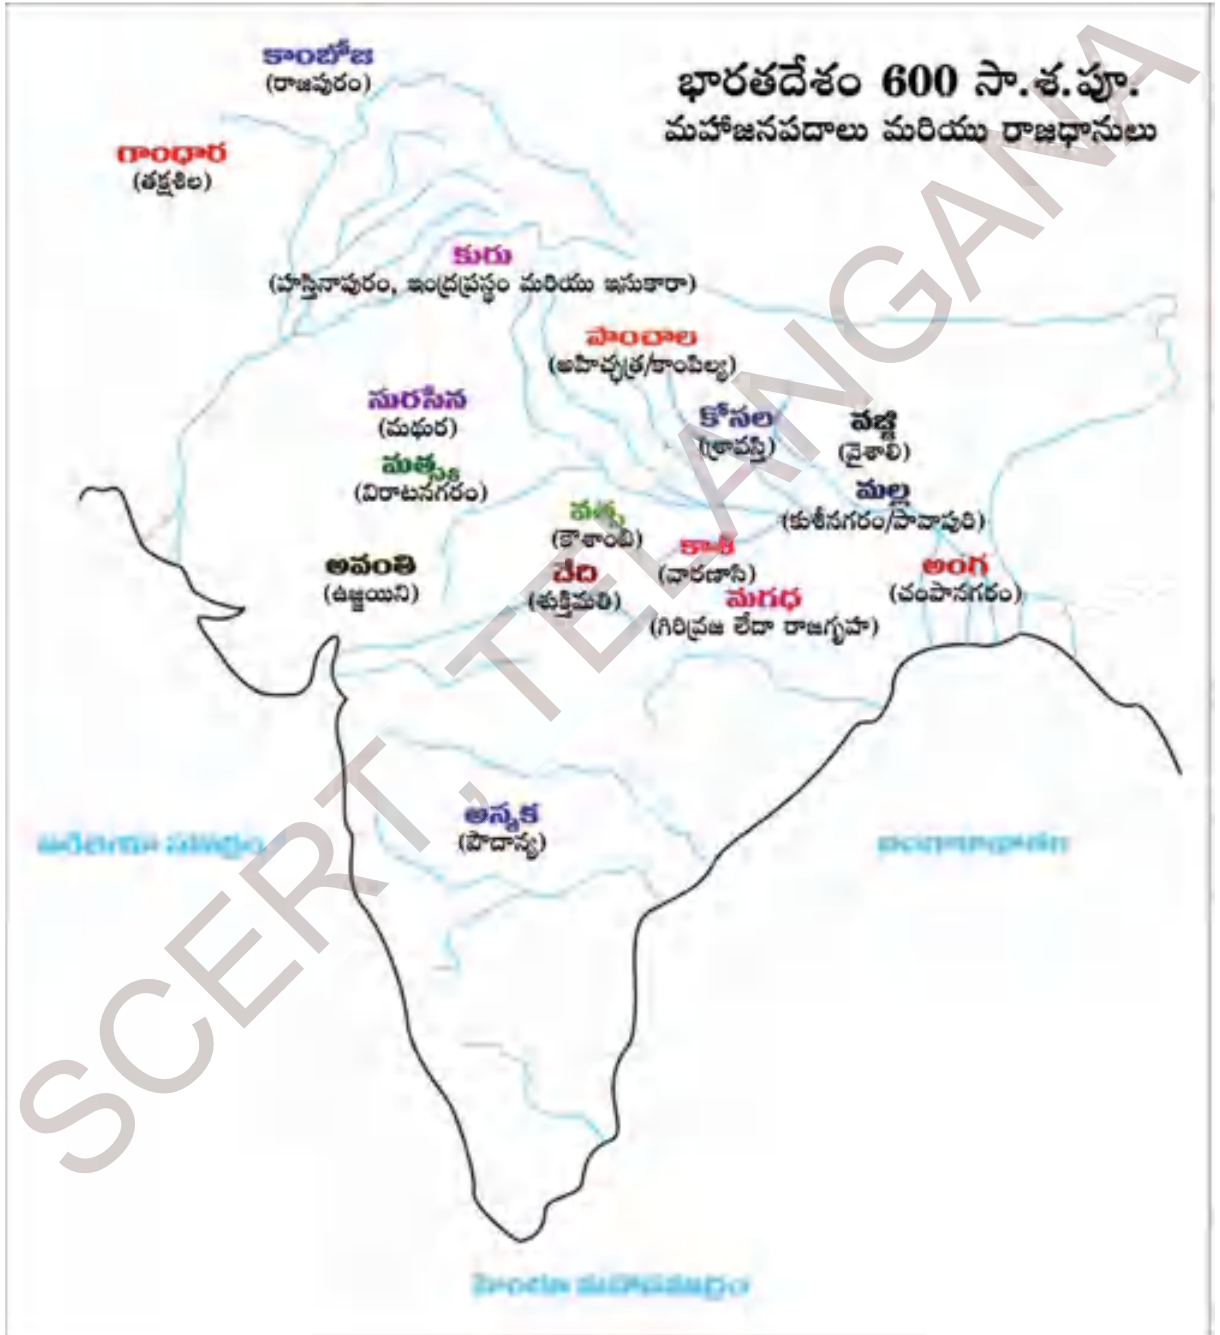 భారతదేశం 600 సా.శ.పూ.
మహాజనపదాలు మరియు రాజధానులు
కాంబోజ
(రాజపురం)
గాంధార
(తక్షశిల)
కురు
(హస్తినాపురం, ఇంద్రప్రస్థం మరియు ఇసుకారా)
పాంచాల
(అహిచ్ఛత్ర/కాంపిల్య)
సురసేన
(మథుర)
కోసల
(శ్రావస్తి)
వజ్జి
(వైశాలి)
మత్స్య
(విరాటనగరం)
మల్ల
(కుశీనగరం/పావాపురి)
వత్స
(కౌశాంబి)
కాశి
(వారణాసి)
అవంతి
(ఉజ్జయిని)
చేది
(శుక్తిమతి)
అంగ
(చంపానగరం)
మగధ
(గిరివ్రజ లేదా రాజగృహ)
అస్మక
(పొదాన్య)
బంగాళాఖాతం
హిందూ మహాసముద్రం
SCERT, TELANGANA